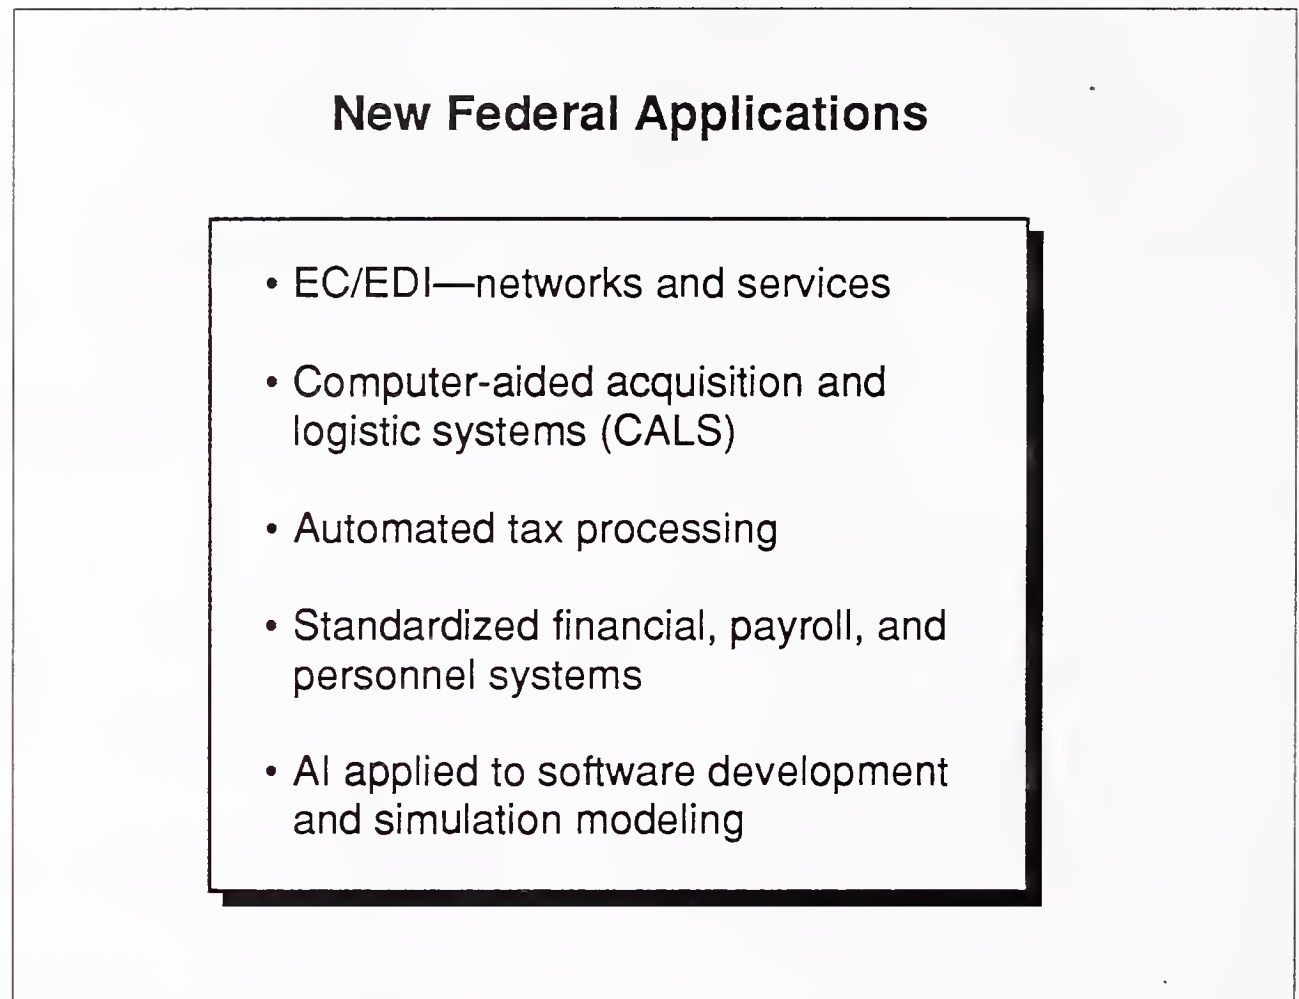 New Federal Applications
• EC/EDI—networks and services
• Computer-aided acquisition and
logistic systems (CALS)
• Automated tax processing
• Standardized financial, payroll, and
personnel systems
• AI applied to software development
and simulation modeling